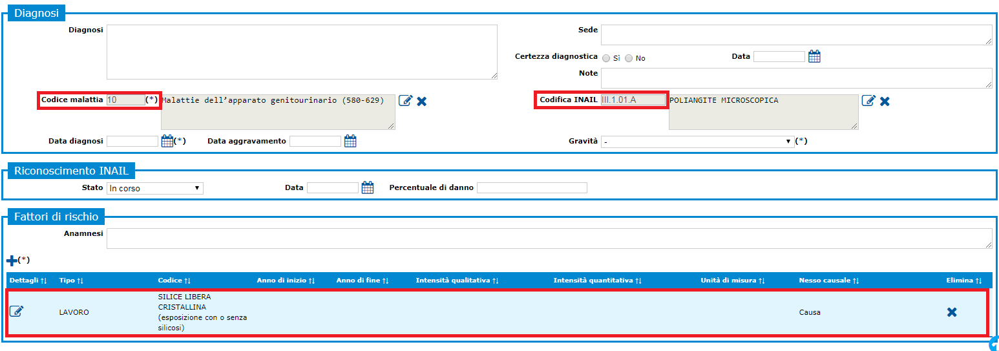 Diagnosi
Diagnosi
Sede
Certezza diagnostica Sì No Data
Note
Codice malattia 10 (*) Malattie dell’apparato genitourinario (580-629)
Codifica INAIL III.1.01.A POLIANGITE MICROSCOPICA
Data diagnosi (*) Data aggravamento
Gravità - (*)
Riconoscimento INAIL
Stato In corso Data Percentuale di danno
Fattori di rischio
Anamnesi
(*)
Dettagli Tipo Codice Anno di inizio Anno di fine Intensità qualitativa Intensità quantitativa Unità di misura Nesso causale Elimina
LAVORO
SILICE LIBERA
CRISTALLINA
(esposizione con o senza
silicosi)
Causa